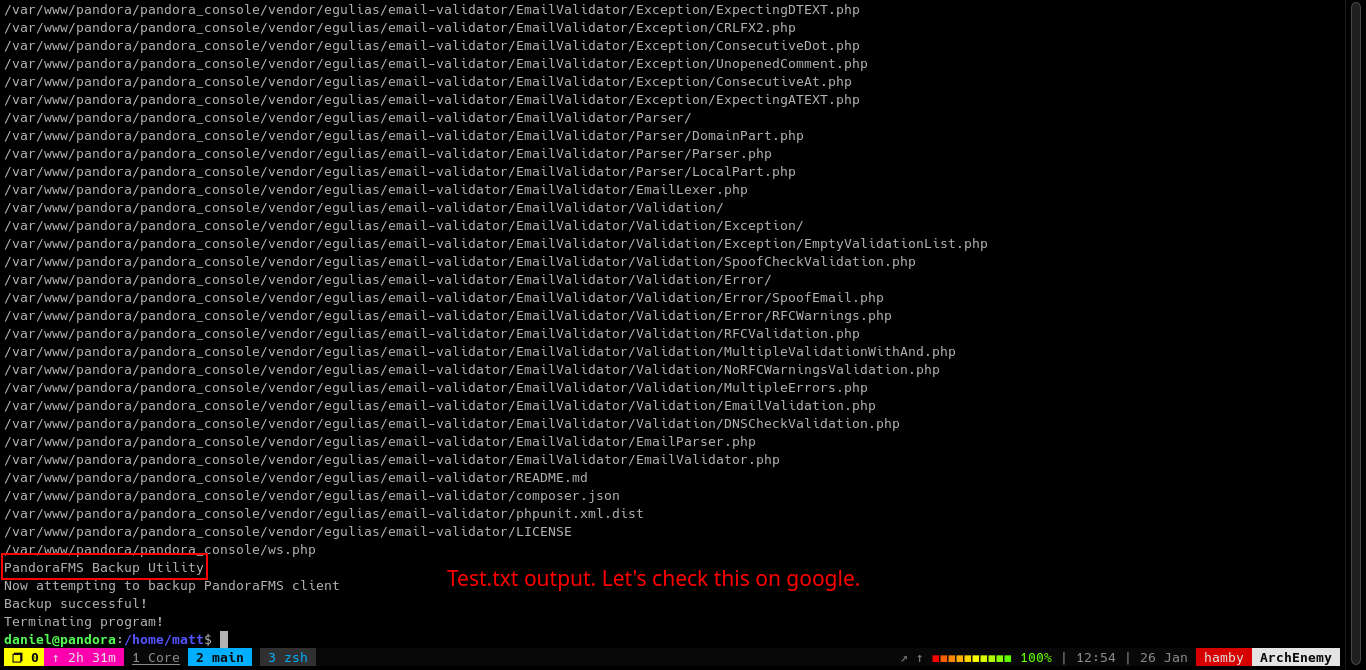 /var/www/pandora/pandora_console/vendor/egulias/email-validator/EmailValidator/Exception/ExpectingDTEXT.php
/var/www/pandora/pandora_console/vendor/egulias/email-validator/EmailValidator/Exception/CRLFX2.php
/var/www/pandora/pandora_console/vendor/egulias/email-validator/EmailValidator/Exception/ConsecutiveDot.php
/var/www/pandora/pandora_console/vendor/egulias/email-validator/EmailValidator/Exception/UnopenedComment.php
/var/www/pandora/pandora_console/vendor/egulias/email-validator/EmailValidator/Exception/ConsecutiveAt.php
/var/www/pandora/pandora_console/vendor/egulias/email-validator/EmailValidator/Exception/ExpectingATEXT.php
/var/www/pandora/pandora_console/vendor/egulias/email-validator/EmailValidator/Parser/
/var/www/pandora/pandora_console/vendor/egulias/email-validator/EmailValidator/Parser/DomainPart.php
/var/www/pandora/pandora_console/vendor/egulias/email-validator/EmailValidator/Parser/Parser.php
/var/www/pandora/pandora_console/vendor/egulias/email-validator/EmailValidator/Parser/LocalPart.php
/var/www/pandora/pandora_console/vendor/egulias/email-validator/EmailValidator/EmailLexer.php
/var/www/pandora/pandora_console/vendor/egulias/email-validator/EmailValidator/Validation/
/var/www/pandora/pandora_console/vendor/egulias/email-validator/EmailValidator/Validation/Exception/
/var/www/pandora/pandora_console/vendor/egulias/email-validator/EmailValidator/Validation/Exception/EmptyValidationList.php
/var/www/pandora/pandora_console/vendor/egulias/email-validator/EmailValidator/Validation/SpoofCheckValidation.php
/var/www/pandora/pandora_console/vendor/egulias/email-validator/EmailValidator/Validation/Error/
/var/www/pandora/pandora_console/vendor/egulias/email-validator/EmailValidator/Validation/Error/SpoofEmail.php
/var/www/pandora/pandora_console/vendor/egulias/email-validator/EmailValidator/Validation/Error/RFCWarnings.php
/var/www/pandora/pandora_console/vendor/egulias/email-validator/EmailValidator/Validation/RFCValidation.php
/var/www/pandora/pandora_console/vendor/egulias/email-validator/EmailValidator/Validation/MultipleValidationWithAnd.php
/var/www/pandora/pandora_console/vendor/egulias/email-validator/EmailValidator/Validation/NoRFCWarningsValidation.php
/var/www/pandora/pandora_console/vendor/egulias/email-validator/EmailValidator/Validation/MultipleErrors.php
/var/www/pandora/pandora_console/vendor/egulias/email-validator/EmailValidator/Validation/EmailValidation.php
/var/www/pandora/pandora_console/vendor/egulias/email-validator/EmailValidator/Validation/DNSCheckValidation.php
/var/www/pandora/pandora_console/vendor/egulias/email-validator/EmailValidator/EmailParser.php
/var/www/pandora/pandora_console/vendor/egulias/email-validator/EmailValidator/EmailValidator.php
/var/www/pandora/pandora_console/vendor/egulias/email-validator/README.md
/var/www/pandora/pandora_console/vendor/egulias/email-validator/composer.json
/var/www/pandora/pandora_console/vendor/egulias/email-validator/phpunit.xml.dist
/var/www/pandora/pandora_console/vendor/egulias/email-validator/LICENSE
/var/www/pandora/pandora_console/ws.php
PandoraFMS Backup Utility
Now attempting to backup PandoraFMS client
Test.txt output. Let's check this on google.
Backup successful!
Terminating program!
daniel@pandora:/home/matt$
❐ 0 ↑ 2h 31m 1 Core 2 main 3 zsh ↗ ↑ 100% | 12:54 | 26 Jan hamby ArchEnemy